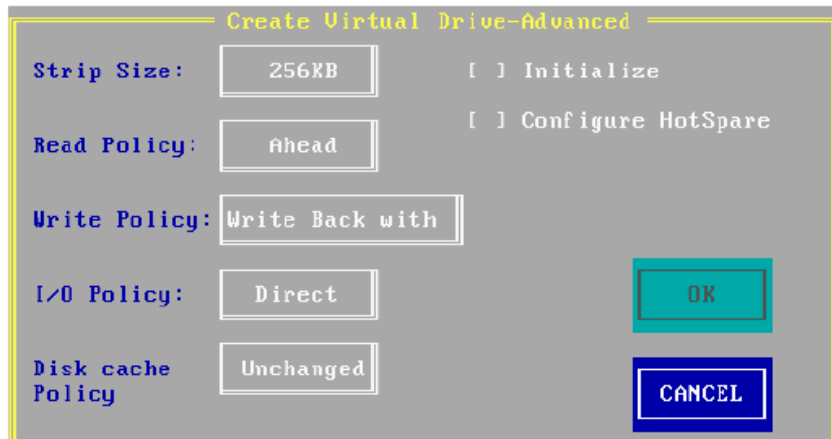 Create Virtual Drive-Advanced
Strip Size: 256KB [ ] Initialize
[ ] Configure HotSpare
Read Policy: Ahead
Write Policy: Write Back with
I/O Policy: Direct OK
Disk cache Policy Unchanged
CANCEL